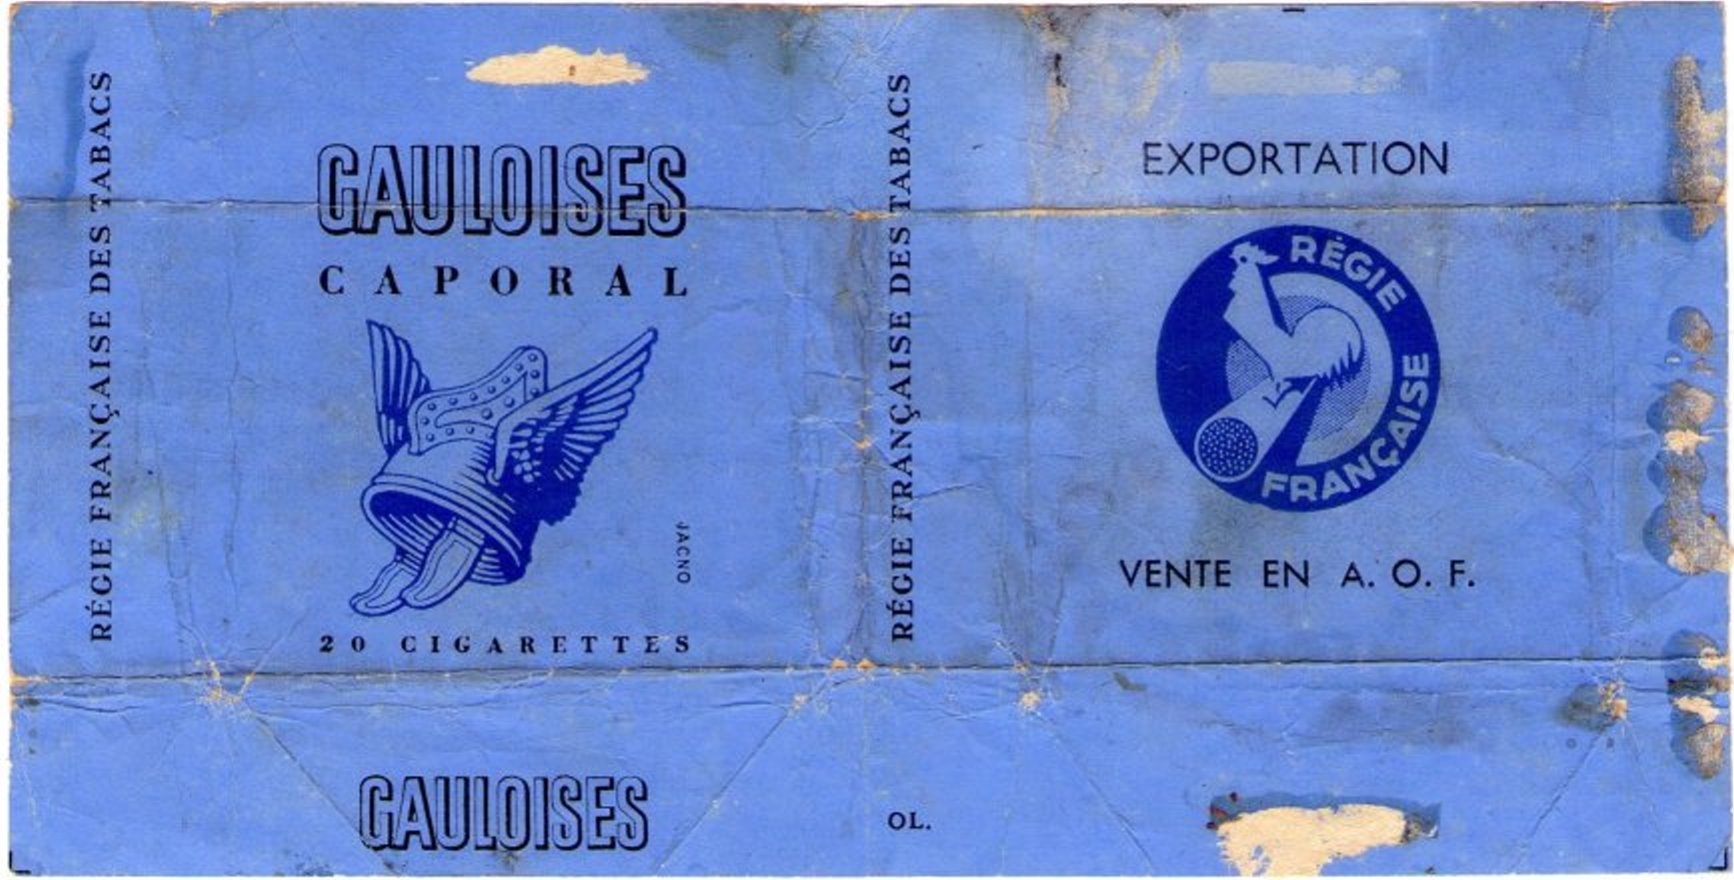 RÉGIE FRANÇAISE DES TABACS
GAULOISES
CAPORAL
JACNO
20 CIGARETTES
GAULOISES
RÉGIE FRANÇAISE DES TABACS
OL.
EXPORTATION
RÉGIE
FRANÇAISE
VENTE EN A. O. F.